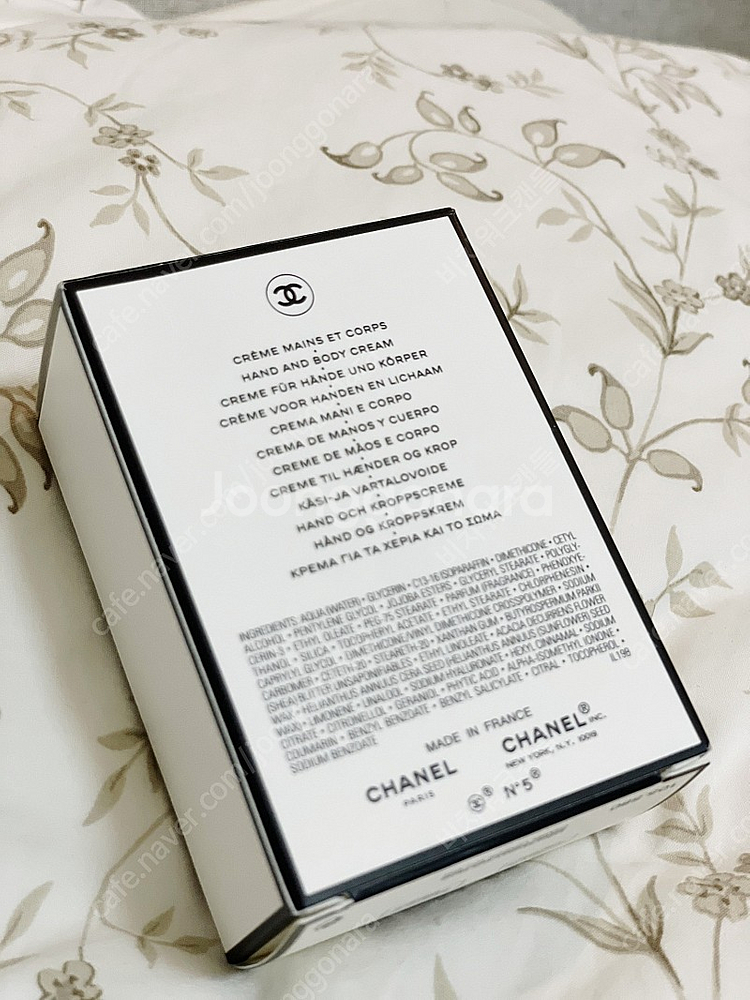 CRÈME MAINS ET CORPS
HAND AND BODY CREAM
CREME FÜR HÄNDE UND KÖRPER
CRÈME VOOR HANDEN EN LICHAAM
CREMA MANI E CORPO
CREMA DE MANOS Y CUERPO
CREME DE MÃOS E CORPO
CREME TIL HÆNDER OG KROP
KÄSI-JA VARTALOVOIDE
HAND OCH KROPPSCREME
HÅND OG KROPPSKREM
ΚΡΕΜΑ ΓΙΑ ΤΑ ΧΕΡΙΑ ΚΑΙ ΤΟ ΣΩΜΑ
Joonggonara
INGREDIENTS: AQUA (WATER) • GLYCERIN • C13-16 ISOPARAFFIN • DIMETHICONE • CETYL
ALCOHOL • PENTYLENE GLYCOL • JOJOBA ESTERS • GLYCERYL STEARATE • POLYGLY-
CERIN-3 • ETHYL OLEATE • PEG-75 STEARATE • PARFUM (FRAGRANCE) • PHENOXYE-
THANOL • SILICA • TOCOPHERYL ACETATE • ETHYL STEARATE • CHLORPHENESIN •
CAPRYLYL GLYCOL • DIMETHICONE/VINYL DIMETHICONE CROSSPOLYMER • SODIUM
CARBOMER • CETETH-20 • STEARETH-20 • XANTHAN GUM • BUTYROSPERMUM PARKII
(SHEA) BUTTER UNSAPONIFIABLES • ETHYL LINOLEATE • ACACIA DECURRENS FLOWER
WAX • HELIANTHUS ANNUUS CERA SEED (HELIANTHUS ANNUUS (SUNFLOWER) SEED
WAX) • LIMONENE • LINALOOL • SODIUM HYALURONATE • HEXYL CINNAMAL • SODIUM
CITRATE • CITRONELLOL • GERANIOL • PHYTIC ACID • ALPHA-ISOMETHYL IONONE •
COUMARIN • BENZYL BENZOATE • BENZYL SALICYLATE • CITRAL • TOCOPHEROL •
SODIUM BENZOATE IL19B
MADE IN FRANCE
CHANEL CHANEL® INC.
PARIS NEW YORK, N.Y. 10019
® N°5®